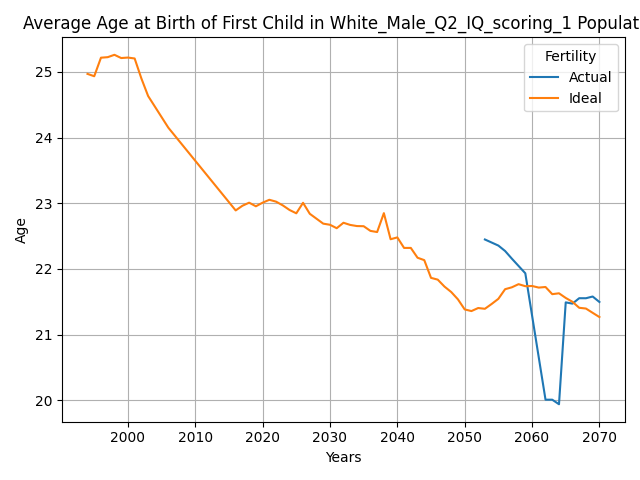 Average Age at Birth of First Child in White_Male_Q2_IQ_scoring_1 Populat
Fertility
Actual
Ideal
25
24
23
22
21
20
Age
2000 2010 2020 2030 2040 2050 2060 2070
Years